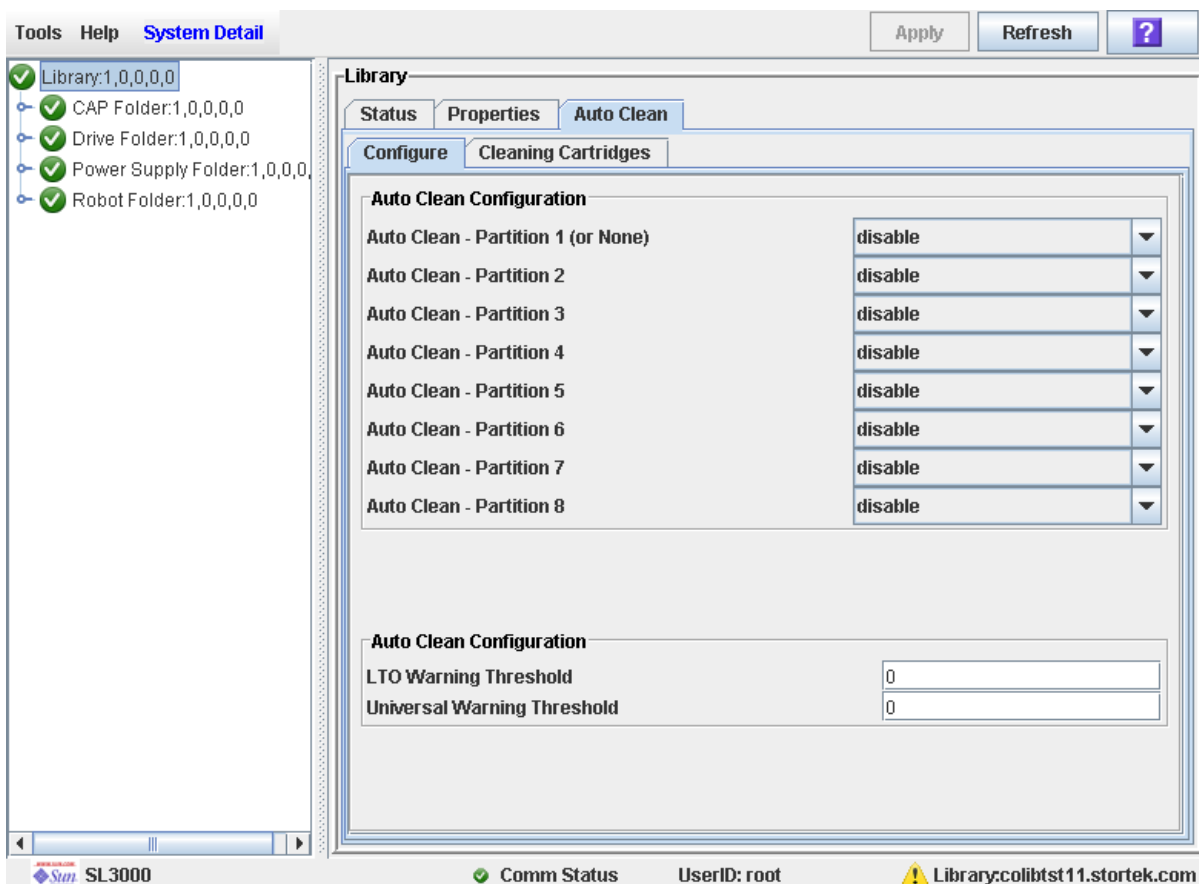 Tools Help System Detail
Apply Refresh ?
Library:1,0,0,0,0
CAP Folder:1,0,0,0,0
Drive Folder:1,0,0,0,0
Power Supply Folder:1,0,0,0,
Robot Folder:1,0,0,0,0
Library
Status Properties Auto Clean
Configure Cleaning Cartridges
Auto Clean Configuration
Auto Clean - Partition 1 (or None) disable
Auto Clean - Partition 2 disable
Auto Clean - Partition 3 disable
Auto Clean - Partition 4 disable
Auto Clean - Partition 5 disable
Auto Clean - Partition 6 disable
Auto Clean - Partition 7 disable
Auto Clean - Partition 8 disable
Auto Clean Configuration
LTO Warning Threshold 0
Universal Warning Threshold 0
Sun SL3000 Comm Status UserID: root Library:colibtst11.stortek.com